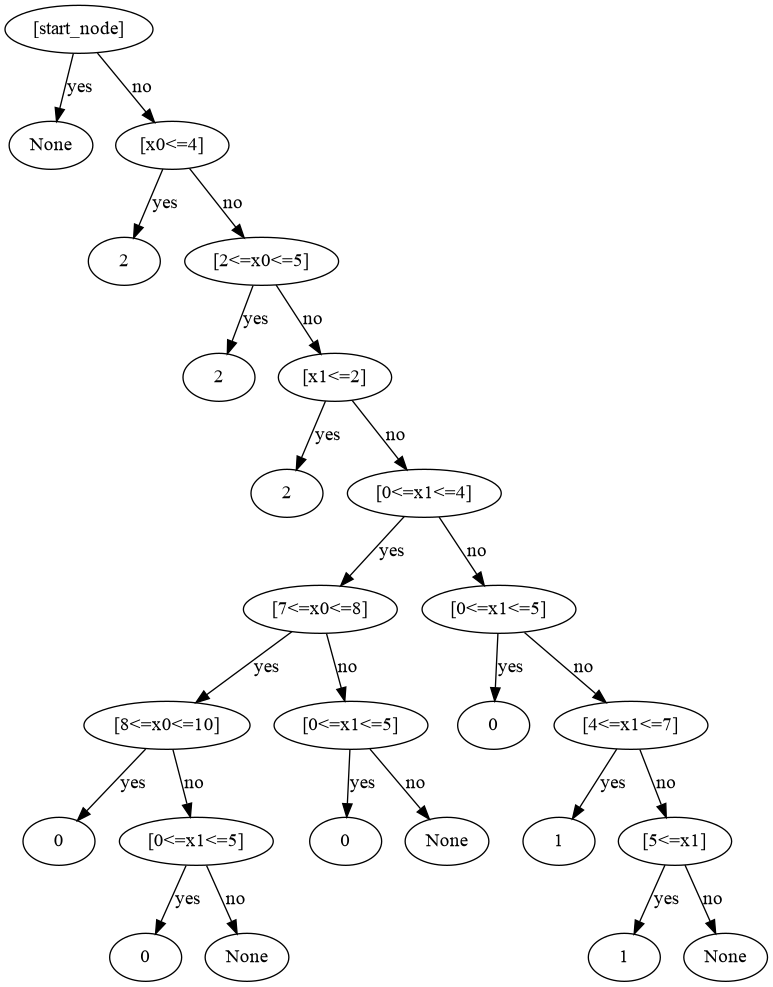 [start_node]
yes no
None [x0<=4]
yes no
2 [2<=x0<=5]
yes no
2 [x1<=2]
yes no
2 [0<=x1<=4]
yes no
[7<=x0<=8] [0<=x1<=5]
yes no yes no
[8<=x0<=10] [0<=x1<=5] 0 [4<=x1<=7]
yes no yes no yes no
0 [0<=x1<=5] 0 None 1 [5<=x1]
yes no yes no
0 None 1 None